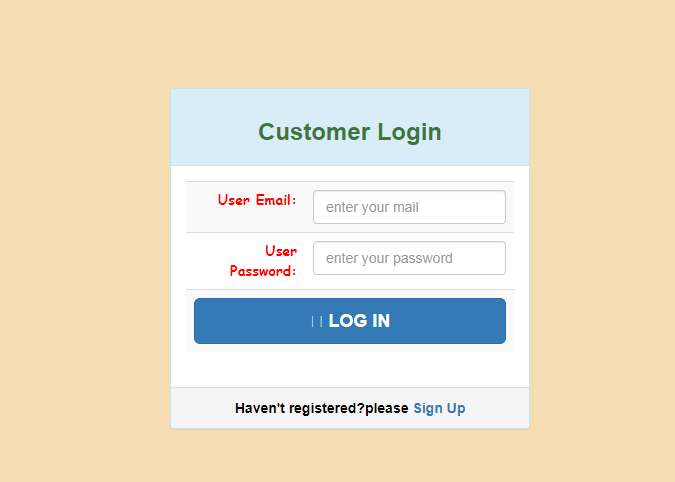 Customer Login
User Email:
enter your mail
User
Password:
enter your password
LOG IN
Haven't registered?please Sign Up